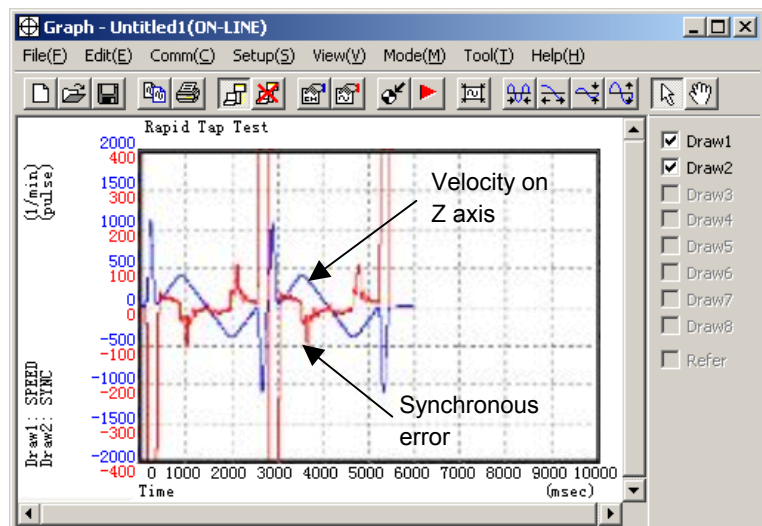 Graph - Untitled1(ON-LINE)
File(F) Edit(E) Comm(C) Setup(S) View(V) Mode(M) Tool(T) Help(H)
Rapid Tap Test
(1/min)
(pulse)
2000
400
1500
300
1000
200
500
100
0
0
-500
-100
-1000
-200
-1500
-300
-2000
-400
Draw1: SPEED
Draw2: SYNC
Velocity on
Z axis
Synchronous
error
0 1000 2000 3000 4000 5000 6000 7000 8000 9000 10000
Time (msec)
Draw1
Draw2
Draw3
Draw4
Draw5
Draw6
Draw7
Draw8
Refer